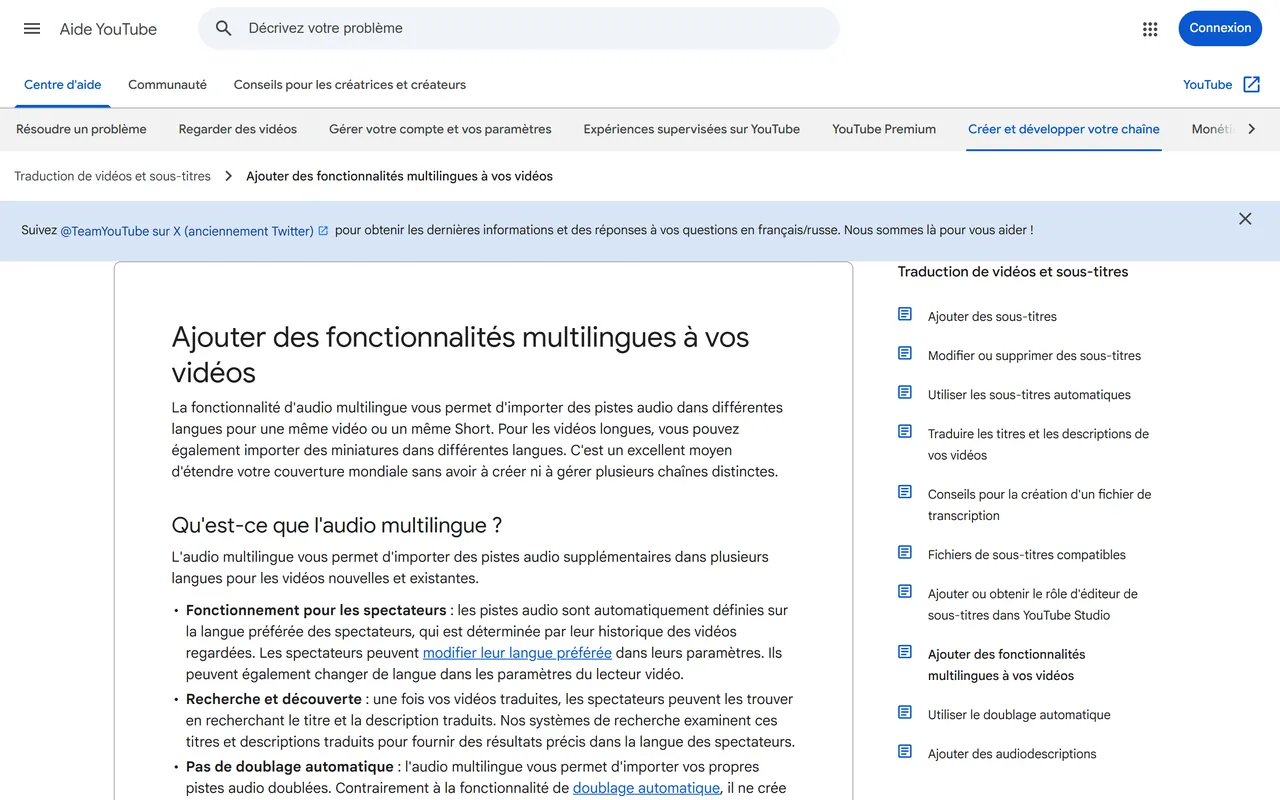 Aide YouTube
Décrivez votre problème
Connexion
Centre d'aide
Communauté
Conseils pour les créatrices et créateurs
YouTube
Résoudre un problème
Regarder des vidéos
Gérer votre compte et vos paramètres
Expériences supervisées sur YouTube
YouTube Premium
Créer et développer votre chaîne
Monéti
Traduction de vidéos et sous-titres
Ajouter des fonctionnalités multilingues à vos vidéos
Suivez @TeamYouTube sur X (anciennement Twitter) pour obtenir les dernières informations et des réponses à vos questions en français/russe. Nous sommes là pour vous aider !
Ajouter des fonctionnalités multilingues à vos
vidéos
La fonctionnalité d'audio multilingue vous permet d'importer des pistes audio dans différentes
langues pour une même vidéo ou un même Short. Pour les vidéos longues, vous pouvez
également importer des miniatures dans différentes langues. C'est un excellent moyen
d'étendre votre couverture mondiale sans avoir à créer ni à gérer plusieurs chaînes distinctes.
Qu'est-ce que l'audio multilingue ?
L'audio multilingue vous permet d'importer des pistes audio supplémentaires dans plusieurs
langues pour les vidéos nouvelles et existantes.
• Fonctionnement pour les spectateurs : les pistes audio sont automatiquement définies sur
la langue préférée des spectateurs, qui est déterminée par leur historique des vidéos
regardées. Les spectateurs peuvent modifier leur langue préférée dans leurs paramètres. Ils
peuvent également changer de langue dans les paramètres du lecteur vidéo.
• Recherche et découverte : une fois vos vidéos traduites, les spectateurs peuvent les trouver
en recherchant le titre et la description traduits. Nos systèmes de recherche examinent ces
titres et descriptions traduits pour fournir des résultats précis dans la langue des spectateurs.
• Pas de doublage automatique : l'audio multilingue vous permet d'importer vos propres
pistes audio doublées. Contrairement à la fonctionnalité de doublage automatique, il ne crée
Traduction de vidéos et sous-titres
Ajouter des sous-titres
Modifier ou supprimer des sous-titres
Utiliser les sous-titres automatiques
Traduire les titres et les descriptions de
vos vidéos
Conseils pour la création d'un fichier de
transcription
Fichiers de sous-titres compatibles
Ajouter ou obtenir le rôle d'éditeur de
sous-titres dans YouTube Studio
Ajouter des fonctionnalités
multilingues à vos vidéos
Utiliser le doublage automatique
Ajouter des audiodescriptions